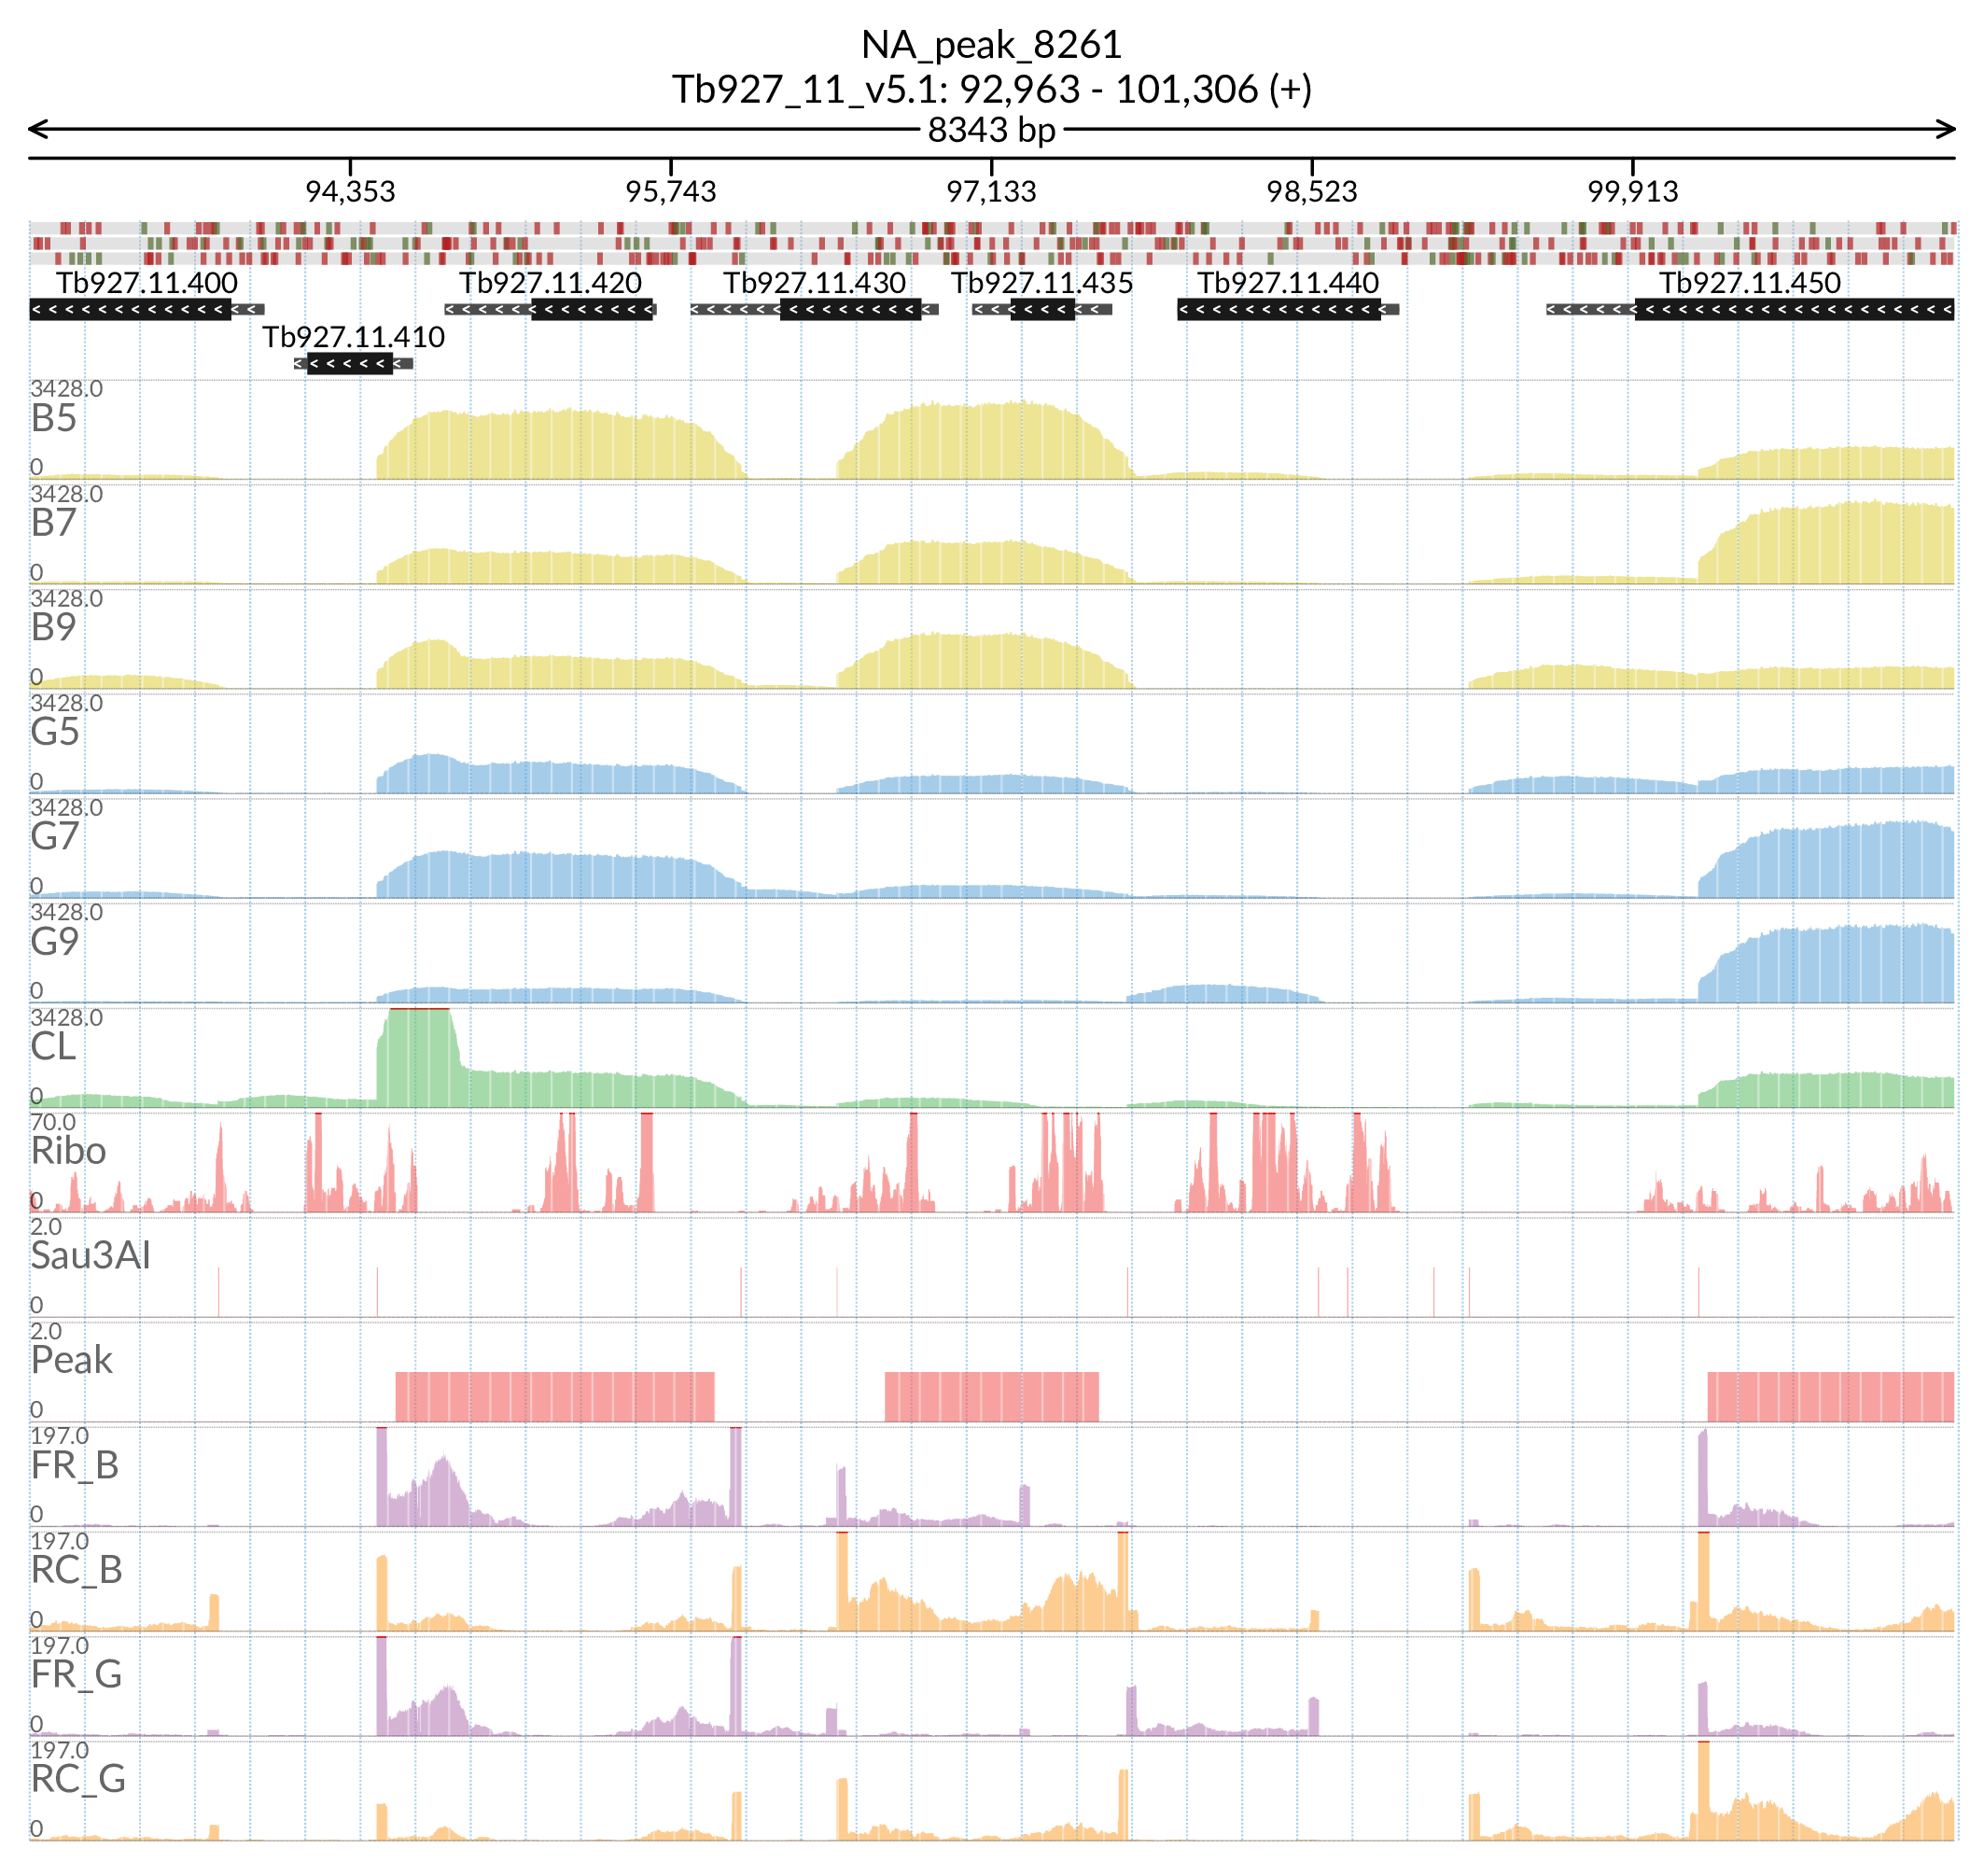 NA_peak_8261
Tb927_11_v5.1: 92,963 - 101,306 (+)
8343 bp
94,353 95,743 97,133 98,523 99,913
Tb927.11.400 Tb927.11.420 Tb927.11.430 Tb927.11.435 Tb927.11.440 Tb927.11.450
Tb927.11.410
3428.0
B5
0
3428.0
B7
0
3428.0
B9
0
3428.0
G5
0
3428.0
G7
0
3428.0
G9
0
3428.0
CL
0
70.0
Ribo
0
2.0
Sau3AI
0
2.0
Peak
0
197.0
FR_B
0
197.0
RC_B
0
197.0
FR_G
0
197.0
RC_G
0